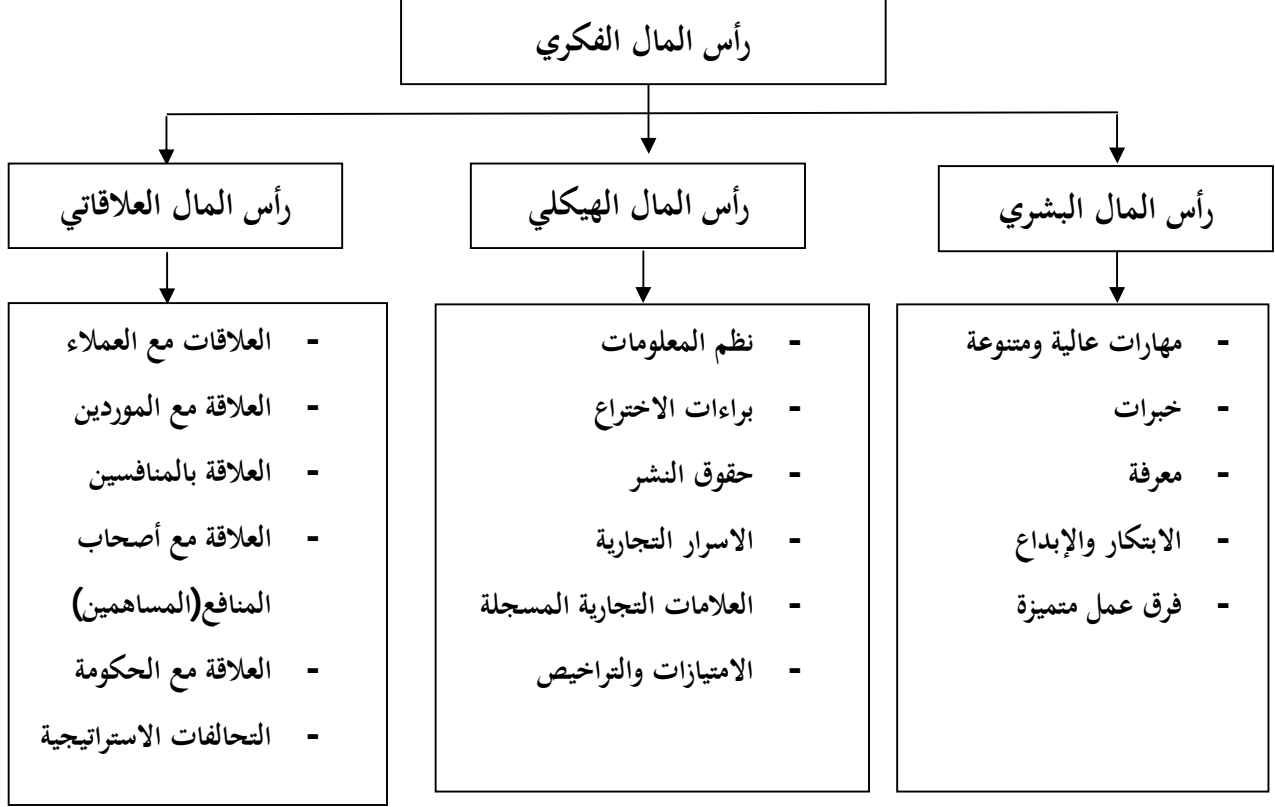 رأس المال الفكري
رأس المال البشري
رأس المال الهيكلي
رأس المال العلاقاتي
- مهارات عالية ومتنوعة
- خبرات
- معرفة
- الابتكار والإبداع
- فرق عمل متميزة
- نظم المعلومات
- براءات الاختراع
- حقوق النشر
- الاسرار التجارية
- العلامات التجارية المسجلة
- الامتيازات والتراخيص
- العلاقات مع العملاء
- العلاقة مع الموردين
- العلاقة بالمنافسين
- العلاقة مع أصحاب
المنافع(المساهمين)
- العلاقة مع الحكومة
- التحالفات الاستراتيجية